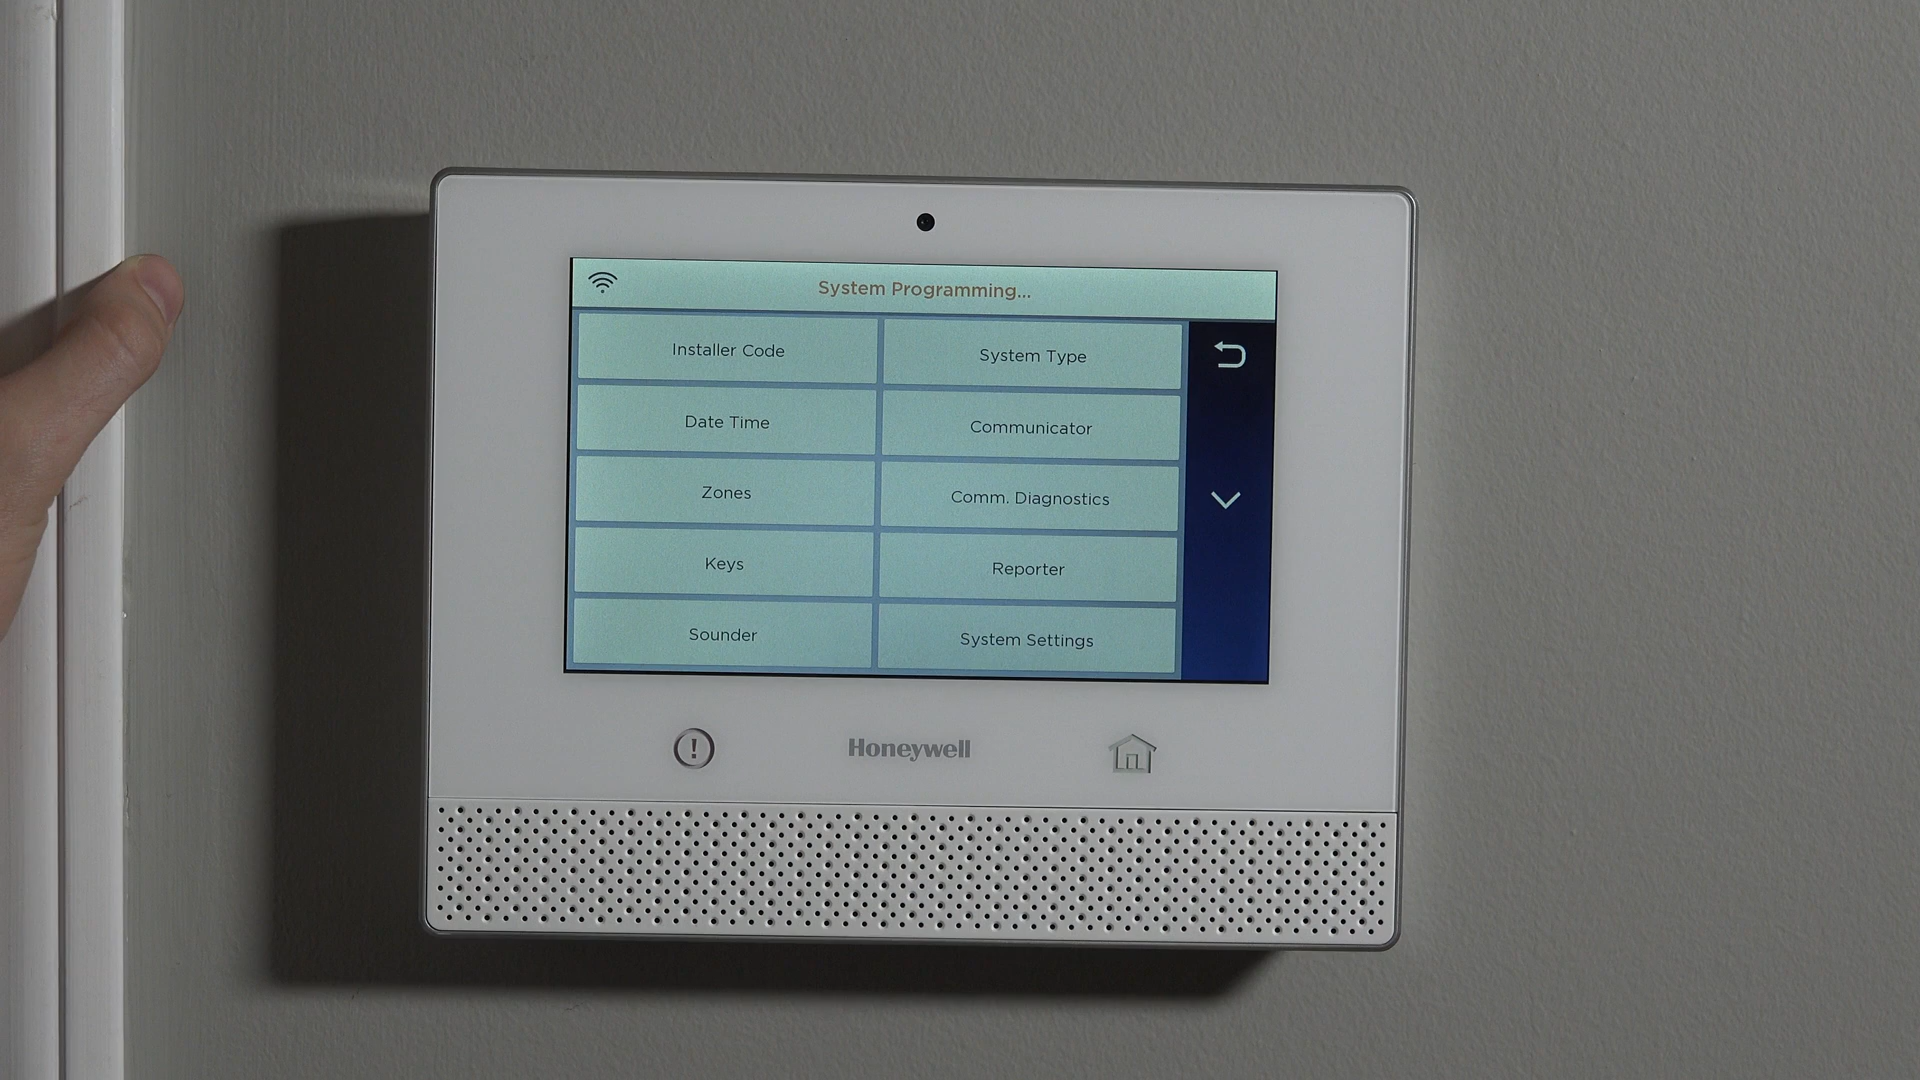 System Programming...
Installer Code
System Type
Date Time
Communicator
Zones
Comm. Diagnostics
Keys
Reporter
Sounder
System Settings
Honeywell